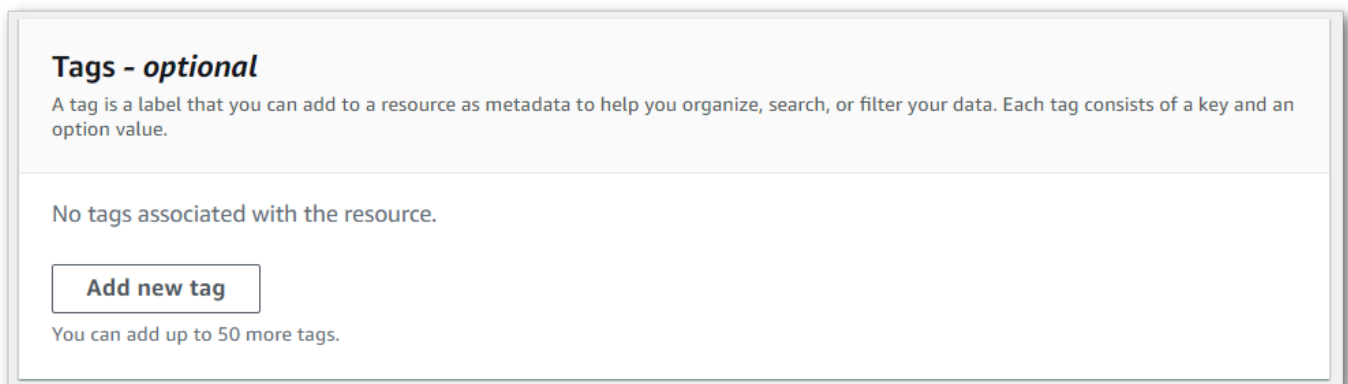 Tags - optional
A tag is a label that you can add to a resource as metadata to help you organize, search, or filter your data. Each tag consists of a key and an
option value.
No tags associated with the resource.
Add new tag
You can add up to 50 more tags.